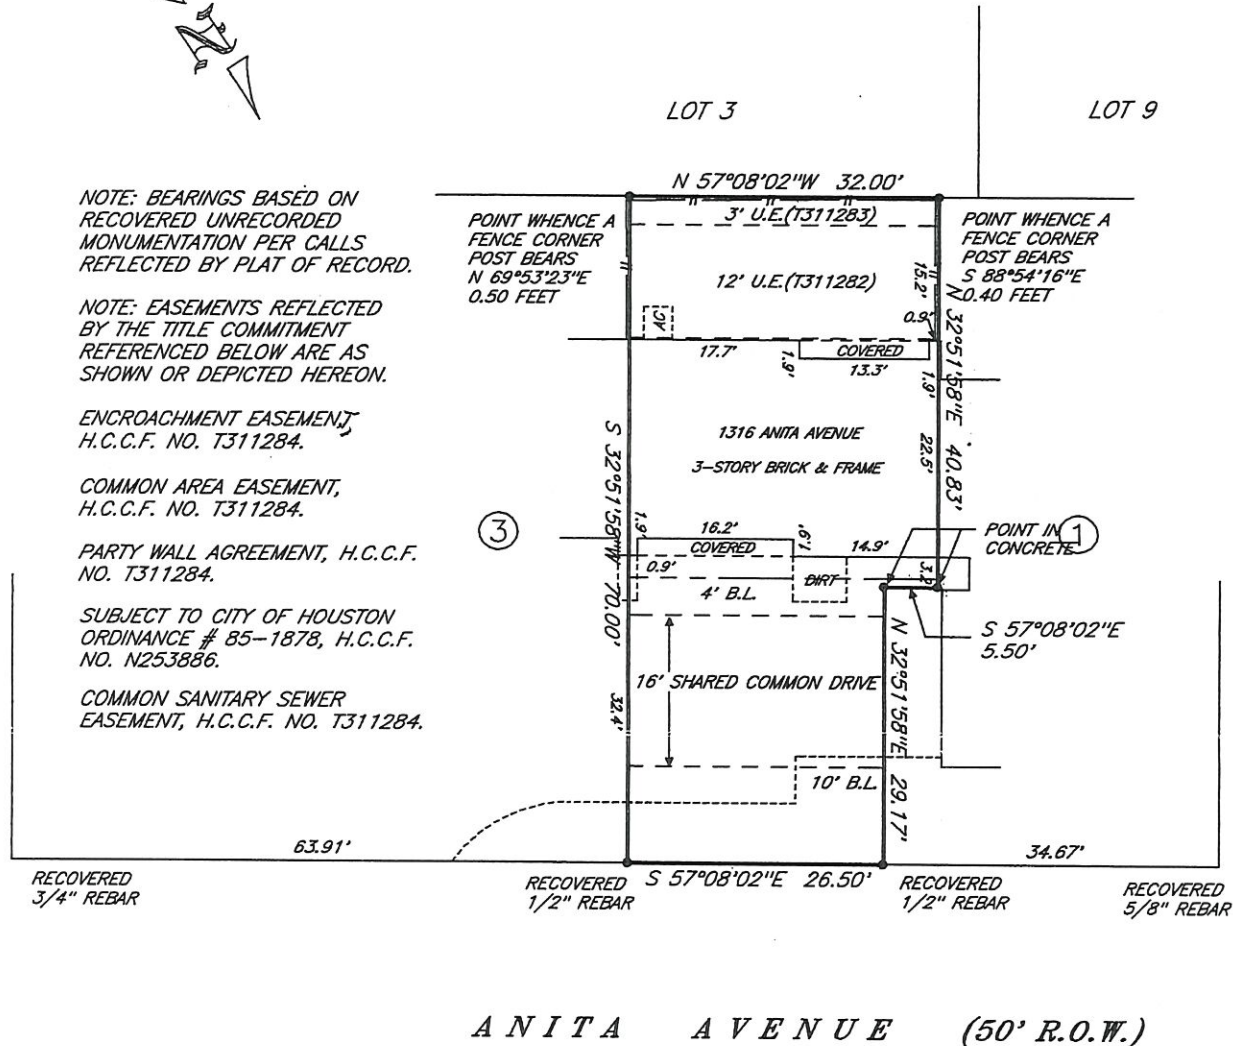 N
LOT 3
LOT 9
NOTE: BEARINGS BASED ON
RECOVERED UNRECORDED
MONUMENTATION PER CALLS
REFLECTED BY PLAT OF RECORD.
NOTE: EASEMENTS REFLECTED
BY THE TITLE COMMITMENT
REFERENCED BELOW ARE AS
SHOWN OR DEPICTED HEREON.
ENCROACHMENT EASEMENT,
H.C.C.F. NO. T311284.
COMMON AREA EASEMENT,
H.C.C.F. NO. T311284.
PARTY WALL AGREEMENT, H.C.C.F.
NO. T311284.
SUBJECT TO CITY OF HOUSTON
ORDINANCE # 85-1878, H.C.C.F.
NO. N253886.
COMMON SANITARY SEWER
EASEMENT, H.C.C.F. NO. T311284.
N 57°08'02"W 32.00'
POINT WHENCE A
FENCE CORNER
POST BEARS
N 69°53'23"E
0.50 FEET
3' U.E.(T311283)
12' U.E.(T311282)
POINT WHENCE A
FENCE CORNER
POST BEARS
S 88°54'16"E
0.40 FEET
15.2'
0.9'
AC
17.7'
1.9'
COVERED
13.3'
1.9'
N 32°51'58"E 40.83'
1316 ANITA AVENUE
3-STORY BRICK & FRAME
22.5'
S 32°51'58"W 70.00'
3
1.9'
16.2'
COVERED
1.9'
14.9'
0.9'
DIRT
3.2'
4' B.L.
POINT IN
CONCRETE
1
S 57°08'02"E
5.50'
16' SHARED COMMON DRIVE
32.4'
N 32°51'58"E 29.17'
10' B.L.
63.91'
34.67'
S 57°08'02"E 26.50'
RECOVERED
3/4" REBAR
RECOVERED
1/2" REBAR
RECOVERED
1/2" REBAR
RECOVERED
5/8" REBAR
ANITA AVENUE (50' R.O.W.)